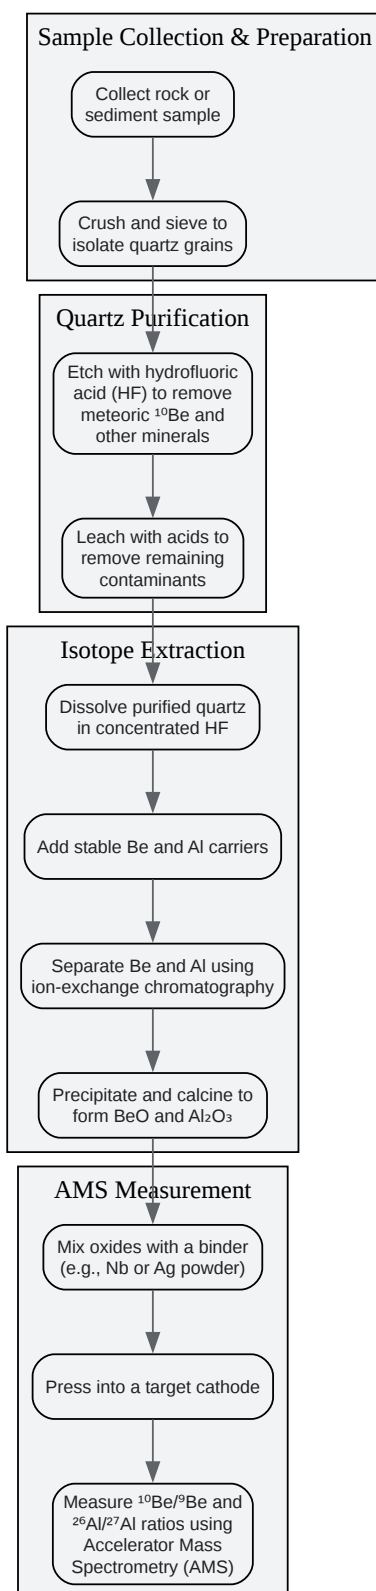 Sample Collection & Preparation
Collect rock or
sediment sample
Crush and sieve to
isolate quartz grains
Quartz Purification
Etch with hydrofluoric
acid (HF) to remove
meteoric ¹⁰Be and
other minerals
Leach with acids to
remove remaining
contaminants
Isotope Extraction
Dissolve purified quartz
in concentrated HF
Add stable Be and Al carriers
Separate Be and Al using
ion-exchange chromatography
Precipitate and calcine to
form BeO and Al₂O₃
AMS Measurement
Mix oxides with a binder
(e.g., Nb or Ag powder)
Press into a target cathode
Measure ¹⁰Be/⁹Be and
²⁶Al/²⁷Al ratios using
Accelerator Mass
Spectrometry (AMS)